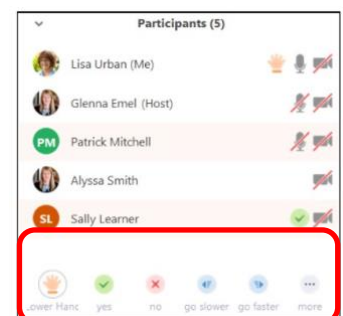 Participants (5)
Lisa Urban (Me)
Glenna Emel (Host)
PM Patrick Mitchell
Alyssa Smith
SL Sally Learner
Lower Hand yes no go slower go faster more